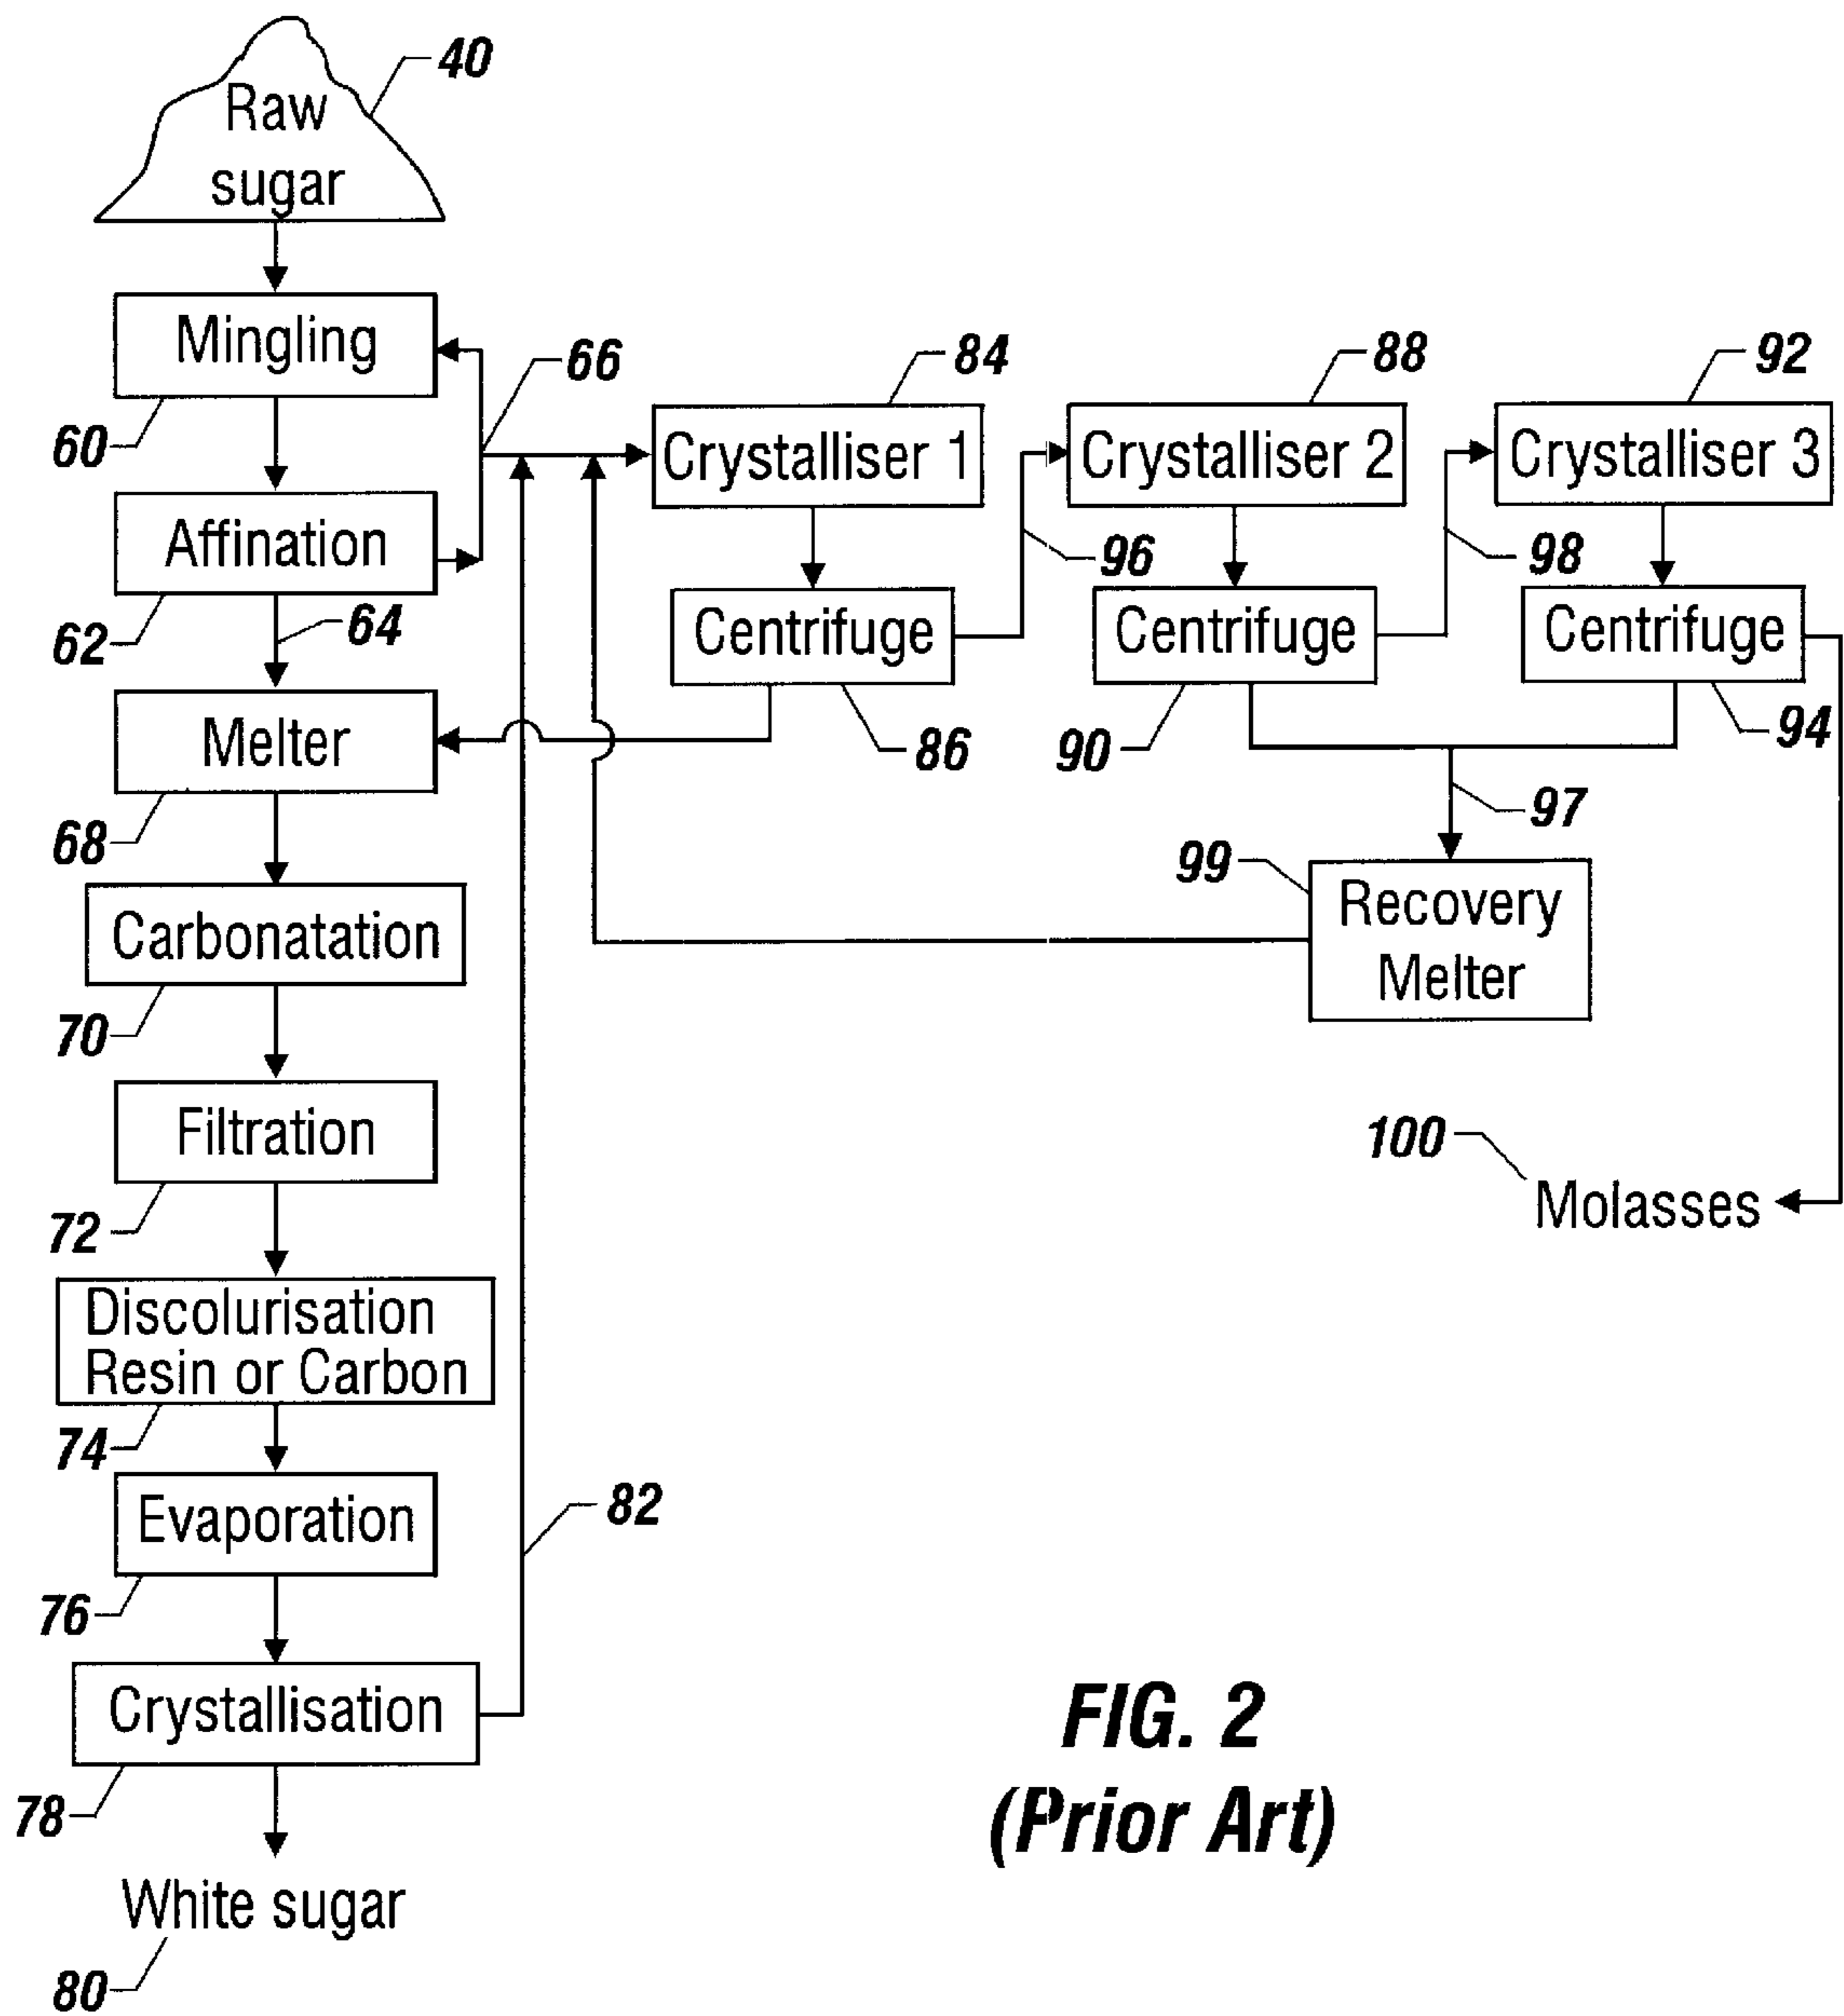 40
Raw
sugar
Mingling
60
66
84
88
92
Crystalliser 1
Crystalliser 2
Crystalliser 3
Affination
62
64
96
98
Centrifuge
Centrifuge
Centrifuge
86
90
94
Melter
68
97
99
Recovery
Melter
Carbonatation
70
Filtration
72
100
Molasses
Discolurisation
Resin or Carbon
74
Evaporation
76
82
Crystallisation
78
White sugar
80
FIG. 2
(Prior Art)